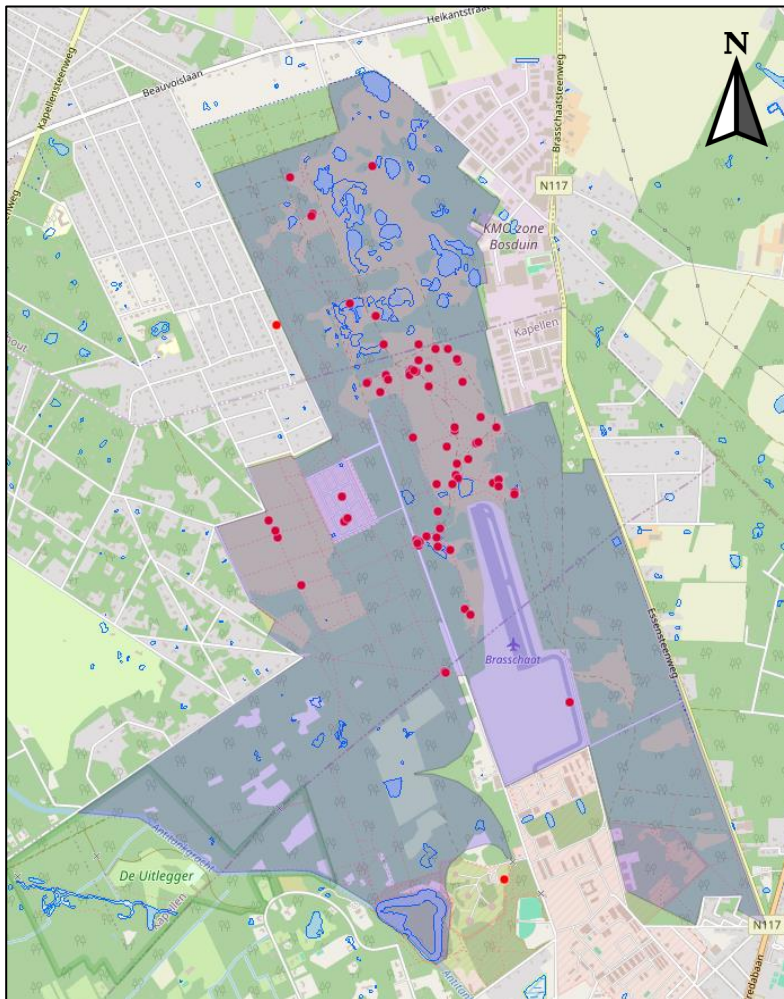 Heikantstraat
Beauvoislaan
Kapellensteenweg
Brasschaatsteenweg
N
N117
KMO-zone
Bosduin
Kapellen
Essensteenweg
Brasschaat
Antitankgracht
De Uitlegger
Kapellen
N117